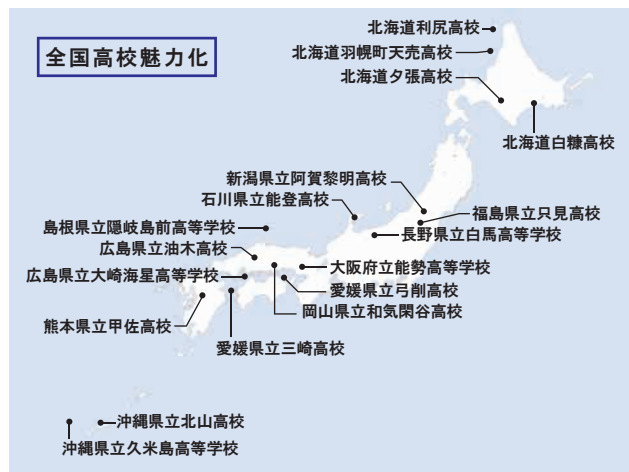 全国高校魅力化
北海道利尻高校
北海道羽幌町天売高校
北海道夕張高校
北海道白糠高校
新潟県立阿賀黎明高校
石川県立能登高校
福島県立只見高校
島根県立隠岐島前高等学校
長野県立白馬高等学校
広島県立油木高校
大阪府立能勢高等学校
広島県立大崎海星高等学校
愛媛県立弓削高校
岡山県立和気閑谷高校
熊本県立甲佐高校
愛媛県立三崎高校
沖縄県立北山高校
沖縄県立久米島高等学校